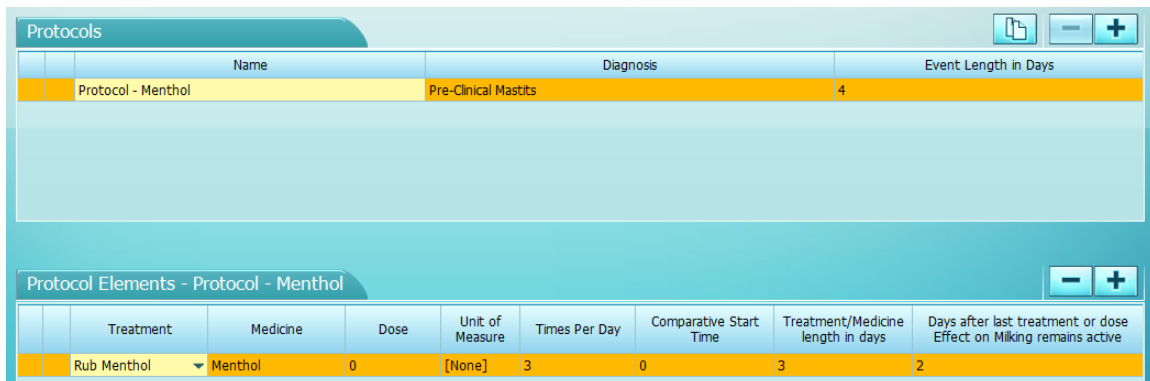 Protocols
Name Diagnosis Event Length in Days
Protocol - Menthol Pre-Clinical Mastits 4
Protocol Elements - Protocol - Menthol
Treatment Medicine Dose Unit of Measure Times Per Day Comparative Start Time Treatment/Medicine length in days Days after last treatment or dose Effect on Milking remains active
Rub Menthol Menthol 0 [None] 3 0 3 2